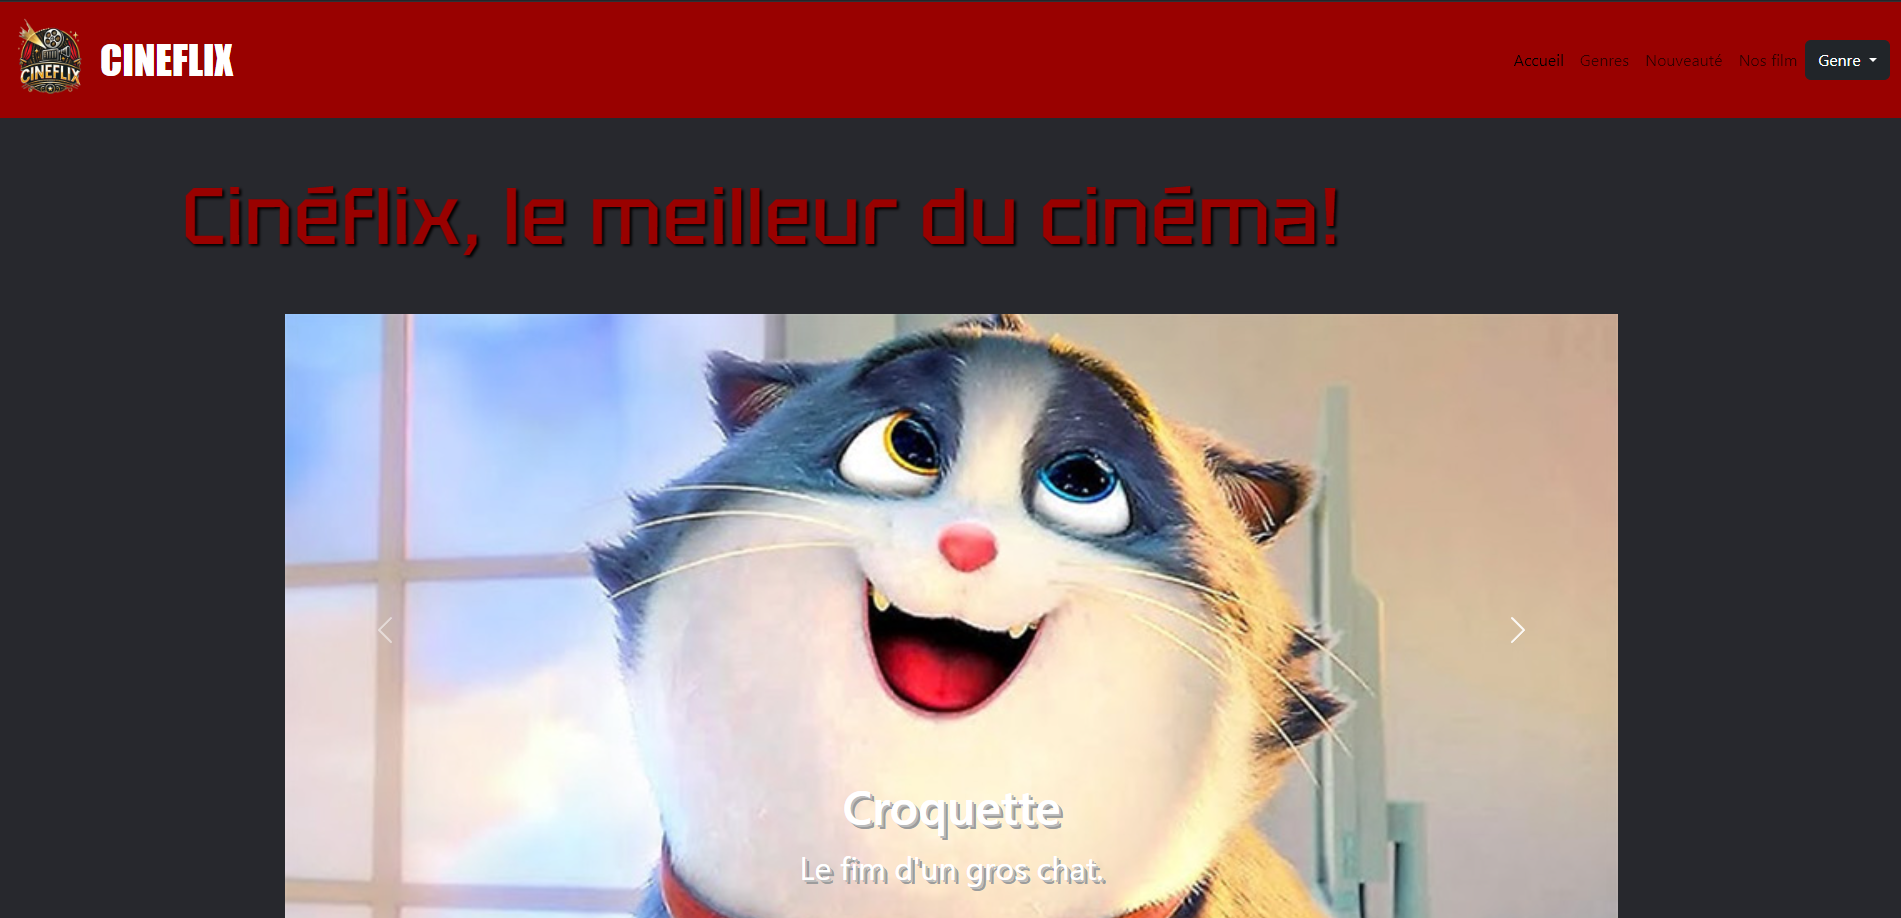 CINEFLIX
CINEFLIX
Accueil Genres Nouveauté Nos film Genre
Cinéflix, le meilleur du cinéma!
Croquette
Le fim d'un gros chat.